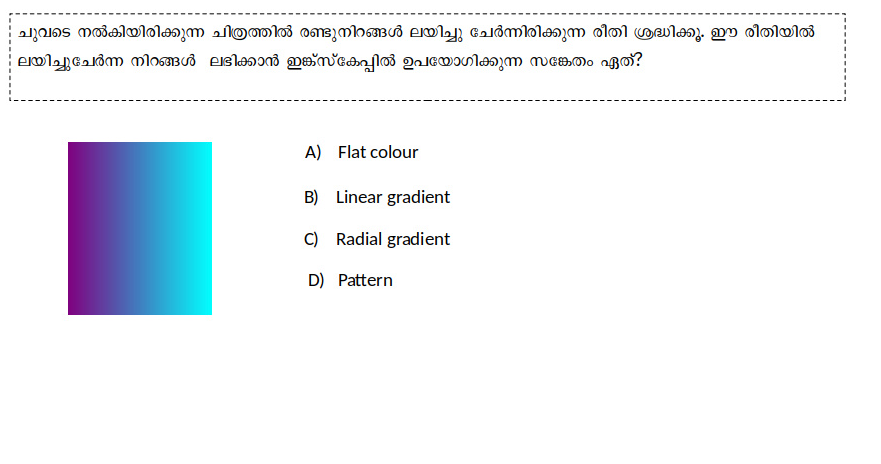 ചുവടെ നൽകിയിരിക്കുന്ന ചിത്രത്തിൽ രണ്ടുനിറങ്ങൾ ലയിച്ചു ചേർന്നിരിക്കുന്ന രീതി ശ്രദ്ധിക്കൂ. ഈ രീതിയിൽ
ലയിച്ചുചേർന്ന നിറങ്ങൾ ലഭിക്കാൻ ഇങ്ക്സ്കേപ്പിൽ ഉപയോഗിക്കുന്ന സങ്കേതം ഏത്?
A) Flat colour
B) Linear gradient
C) Radial gradient
D) Pattern